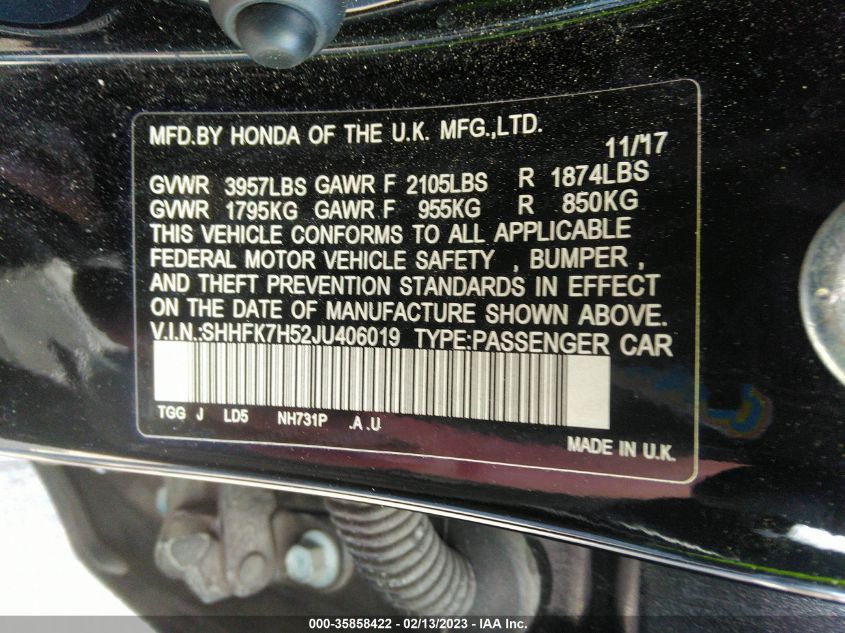 MFD.BY HONDA OF THE U.K. MFG.,LTD.
11/'17
GVWR 3957LBS GAWR F 2105LBS R 1874LBS
GVWR 1795KG GAWR F 955KG R 850KG
THIS VEHICLE CONFORMS TO ALL APPLICABLE
FEDERAL MOTOR VEHICLE SAFETY , BUMPER ,
AND THEFT PREVENTION STANDARDS IN EFFECT
ON THE DATE OF MANUFACTURE SHOWN ABOVE.
V.I.N.:SHHFK7H52JU406019 TYPE:PASSENGER CAR
TGG J LD5 NH731P .A .U
MADE IN U.K.
000-35858422 - 02/13/2023 - IAA Inc.